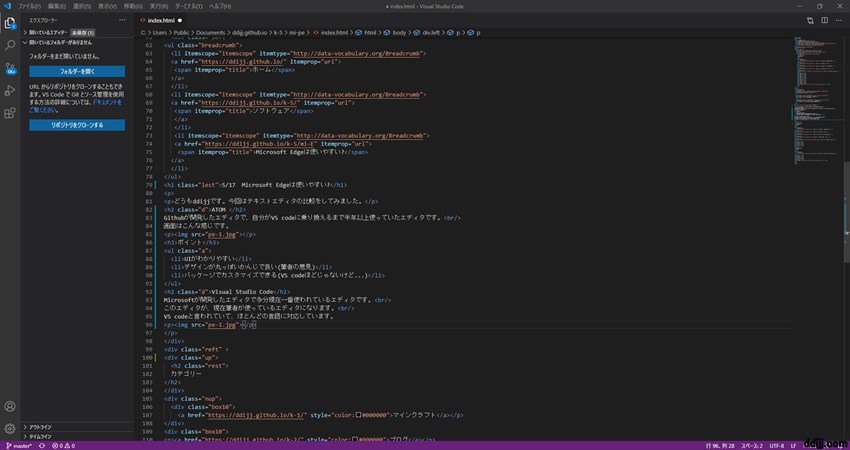 ファイル(F) 編集(E) 選択(S) 表示(V) 移動(G) 実行(R) ターミナル(T) ヘルプ(H)
● index.html - Visual Studio Code
エクスプローラー
開いているエディター 未保存(1)
開いているフォルダーがありません
フォルダーをまだ開いていません。
フォルダーを開く
URL からリポジトリをクローンすることもできます。VS Code で Git とソース管理を使用する方法の詳細については、ドキュメントをご覧ください。
リポジトリをクローンする
アウトライン
タイムライン
index.html
C: > Users > Public > Documents > ddijj.github.io > k-5 > mi-pe > index.html > html > body > div.left > p > p
62 <ul class="breadcrumb">
63 <li itemscope="itemscope" itemtype="http://data-vocabulary.org/Breadcrumb">
64 <a href="https://ddijj.github.io/" itemprop="url">
65 <span itemprop="title">ホーム</span>
66 </a>
67 </li>
68 <li itemscope="itemscope" itemtype="http://data-vocabulary.org/Breadcrumb">
69 <a href="https://ddijj.github.io/k-5/" itemprop="url">
70 <span itemprop="title">ソフトウェア</span>
71 </a>
72 </li>
73 <li itemscope="itemscope" itemtype="http://data-vocabulary.org/Breadcrumb">
74 <a href="https://ddijj.github.io/k-5/mi-E" itemprop="url">
75 <span itemprop="title">Microsoft Edgeは使いやすい♪</span>
76 </a>
77 </li>
78 </ul>
79 <h1 class="lest">5/17 Microsoft Edgeは使いやすい♪</h1>
80 <p>
81 <p>どうもddijjです。今回はテキストエディタの比較をしてみました。</p>
82 <h2 class="d">ATOM </h2>
83 Githubが開発したエディタで、自分がVS codeに乗り換えるまで半年以上使っていたエディタです。<br/>
84 画面はこんな感じです。
85 <p><img src="pe-1.jpg"></p>
86 <h3>ポイント</h3>
87 <ul class="a">
88 <li>UIがわかりやすい</li>
89 <li>デザインが丸っぽいかんじで良い(筆者の意見)</li>
90 <li>パッケージでカスタマイズできる(VS codeほどじゃないけど...)</li>
91 </ul>
92 <h2 class="d">Visual Studio Code</h2>
93 Microsoftが開発したエディタで今分現在一番使われているエディタです。<br/>
94 このエディタが、現在筆者が使っているエディタになります。<br/>
95 VS codeと言われていて、ほとんどの言語に対応しています。
96 <p><img src="pe-1.jpg"></p>
97 </p>
98 </div>
99 <div class="reft" >
100 <div class="up">
101 <h2 class="rest">
102 カテゴリー
103 </h2>
104 </div>
105 <div class="nup">
106 <div class="box10">
107 <a href="https://ddijj.github.io/k-1/" style="color:#000000">マインクラフト</a></p>
108 </div>
109 <div class="box10">
110 <p><a href="https://ddijj.github.io/k-2/" style="color:#000000">ブログ</a></p>
master*
0 0
行 96、列 28 スペース: 2 UTF-8 LF
ddijj.com